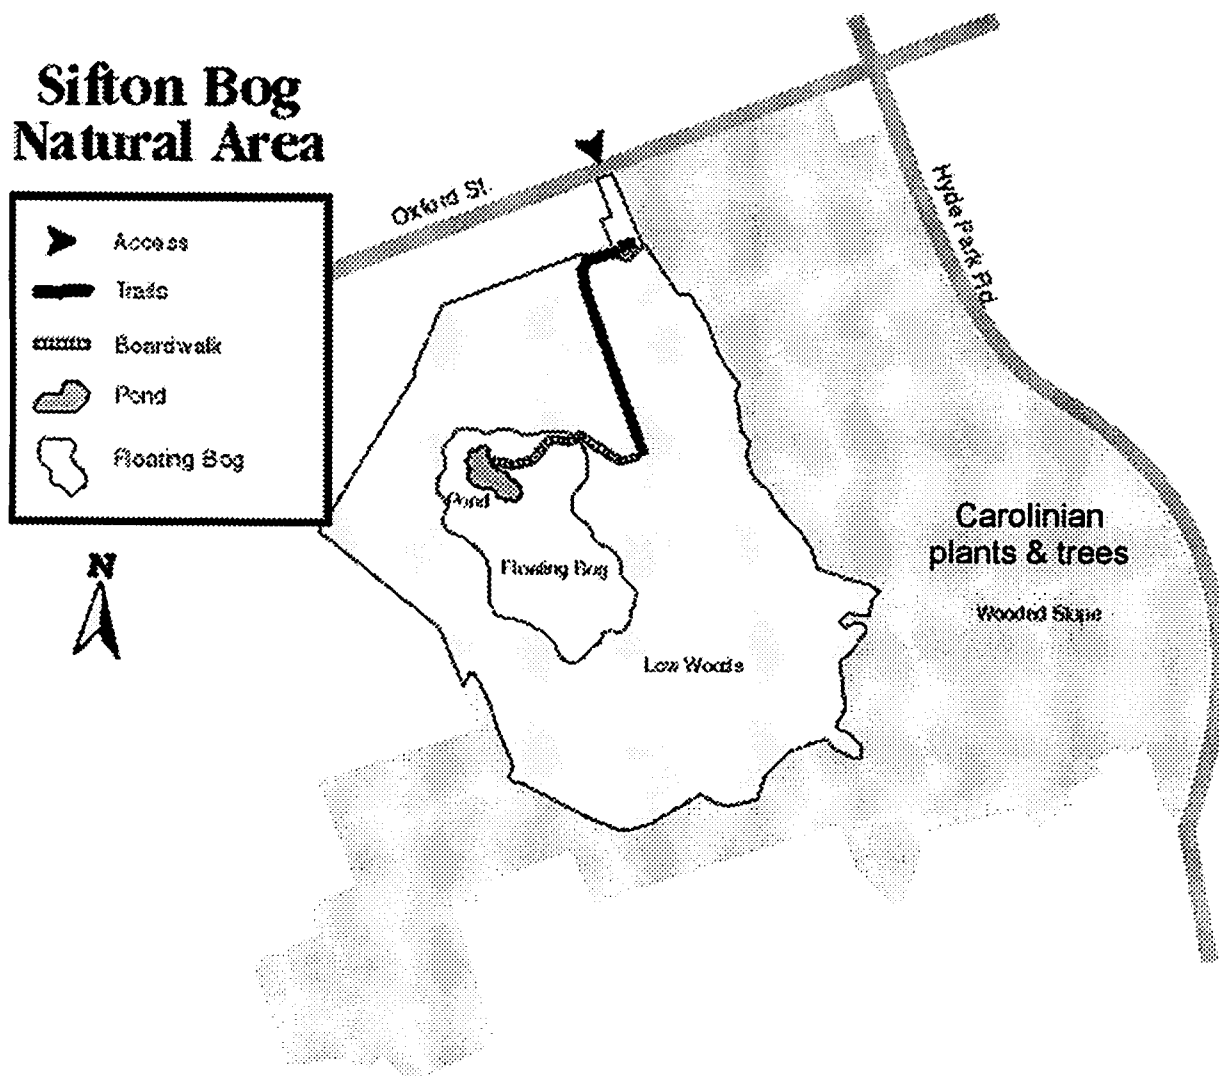 Sifton Bog
Natural Area
Access
Trails
Boardwalk
Pond
Floating Bog
N
Oxford St.
Hyde Park Rd.
Pond
Floating Bog
Low Woods
Carolinian
plants & trees
Wooded Slope